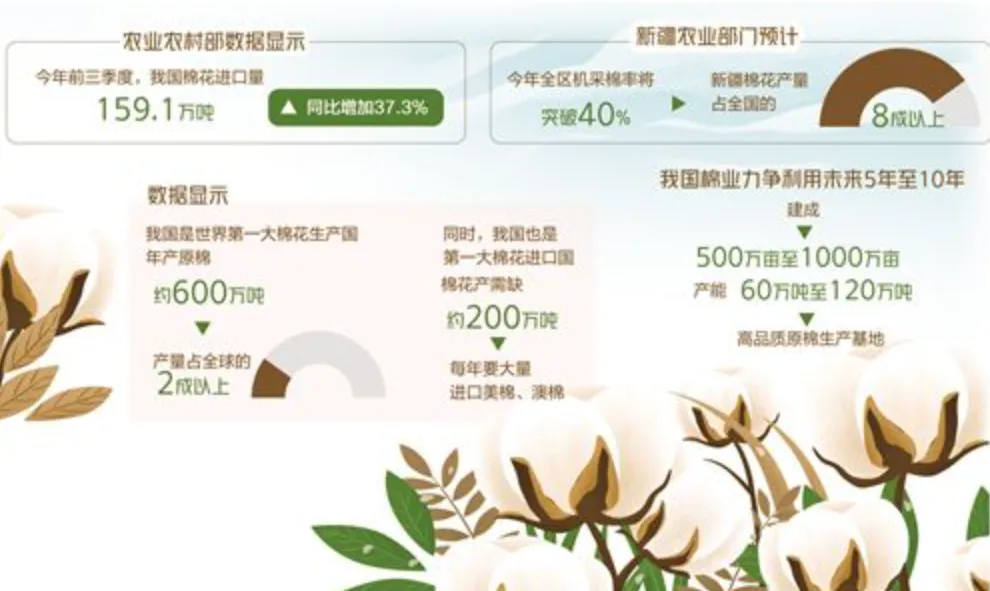 农业农村部数据显示
今年前三季度，我国棉花进口量
159.1万吨
▲ 同比增加37.3%
新疆农业部门预计
今年全区机采棉率将
突破40%
新疆棉花产量
占全国的
8成以上
数据显示
我国是世界第一大棉花生产国
年产原棉
约600万吨
产量占全球的
2成以上
同时，我国也是
第一大棉花进口国
棉花产需缺
约200万吨
每年要大量
进口美棉、澳棉
我国棉业力争利用未来5年至10年
建成
500万亩至1000万亩
产能 60万吨至120万吨
高品质原棉生产基地